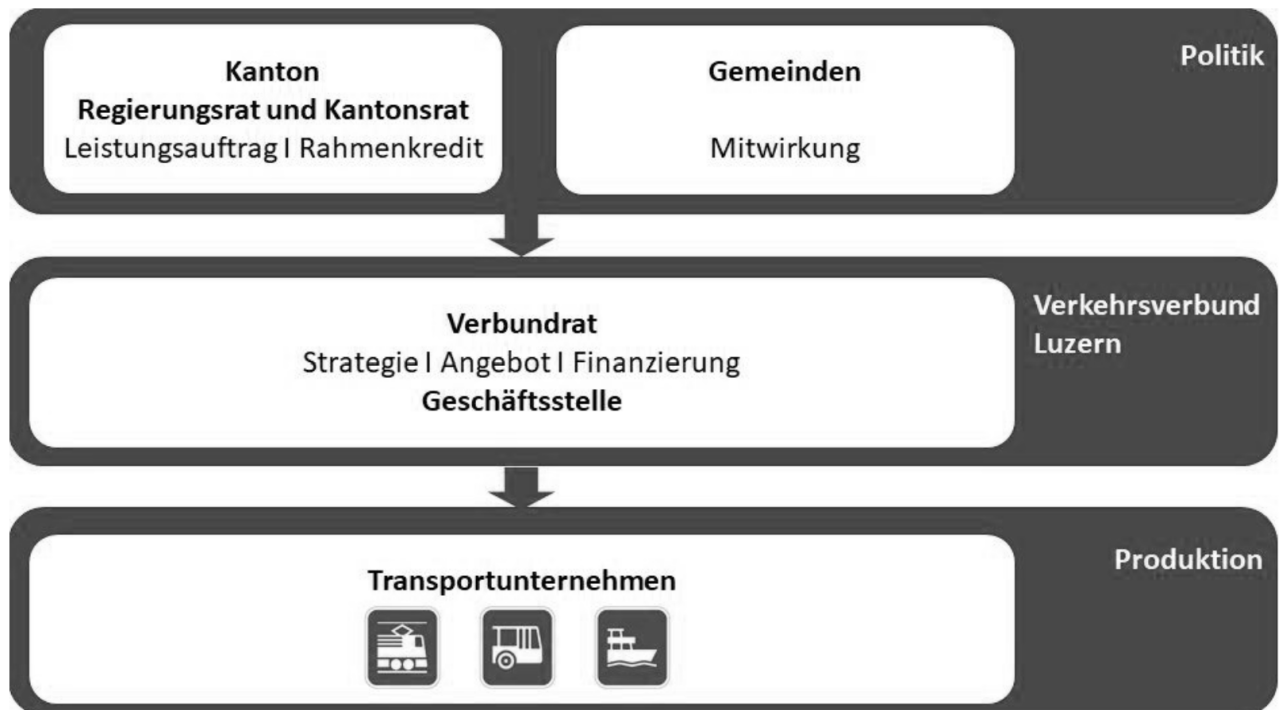 Kanton
Regierungsrat und Kantonsrat
Leistungsauftrag I Rahmenkredit
Gemeinden
Mitwirkung
Politik
Verbundrat
Strategie I Angebot I Finanzierung
Geschäftsstelle
Verkehrsverbund
Luzern
Transportunternehmen
Produktion